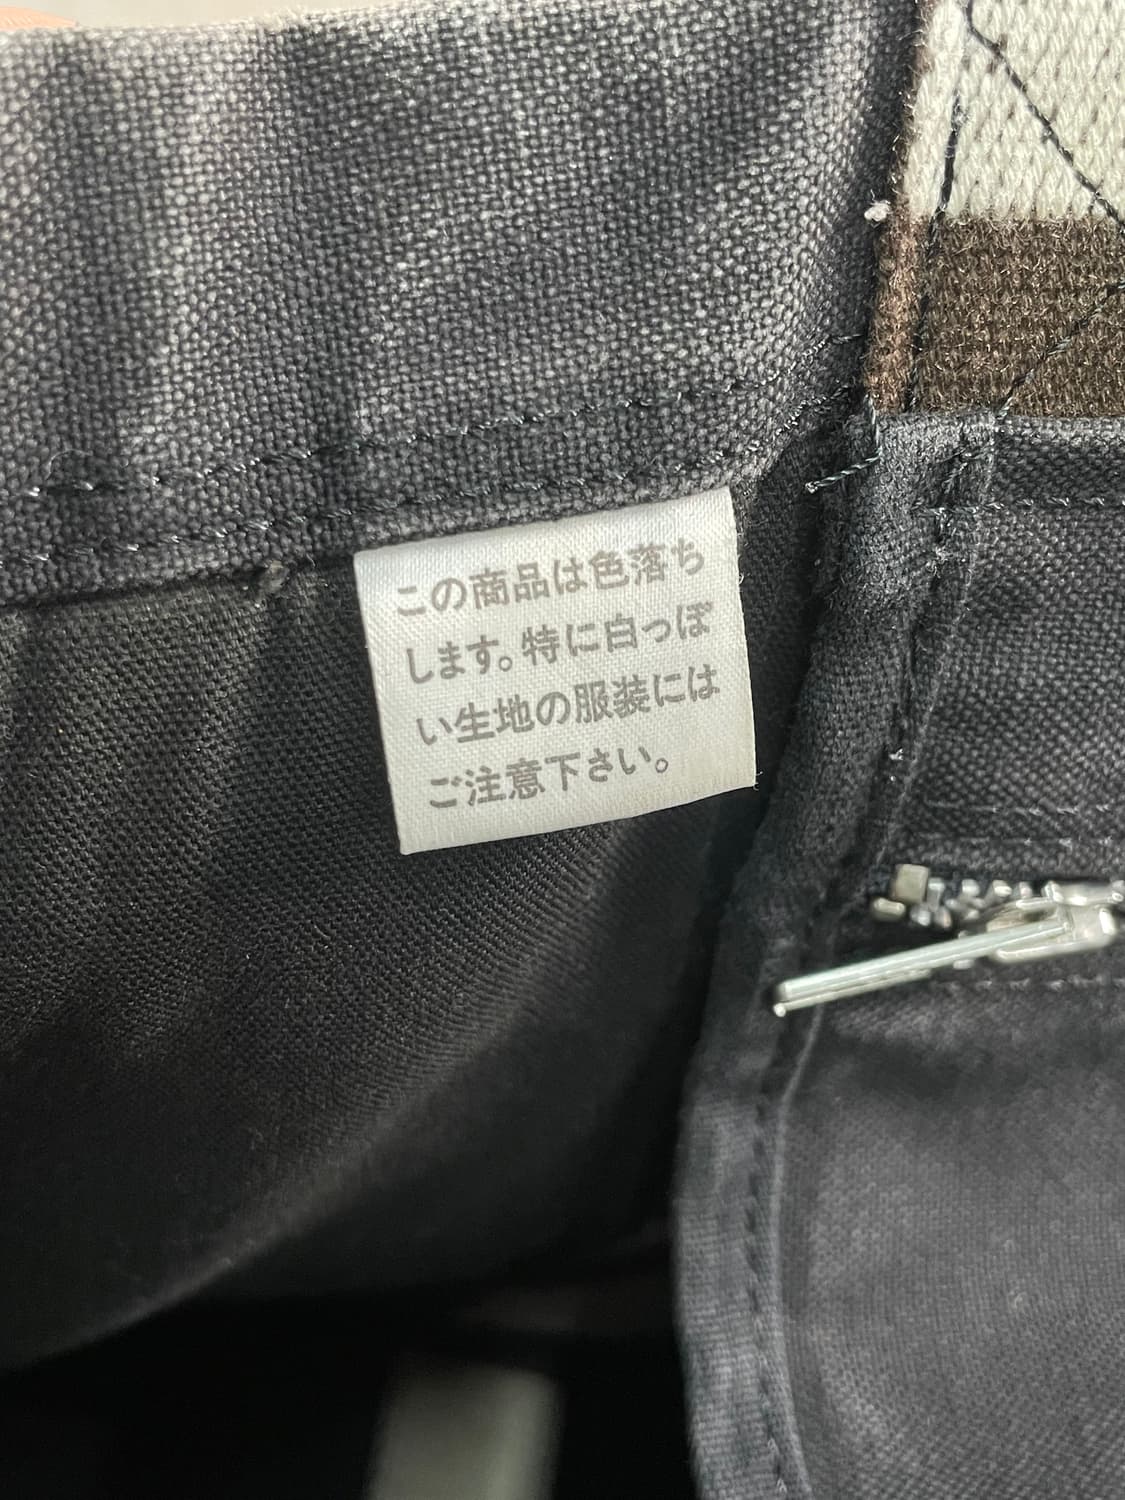 この商品は色落ち
します。特に白っぽ
い生地の服装には
ご注意下さい。